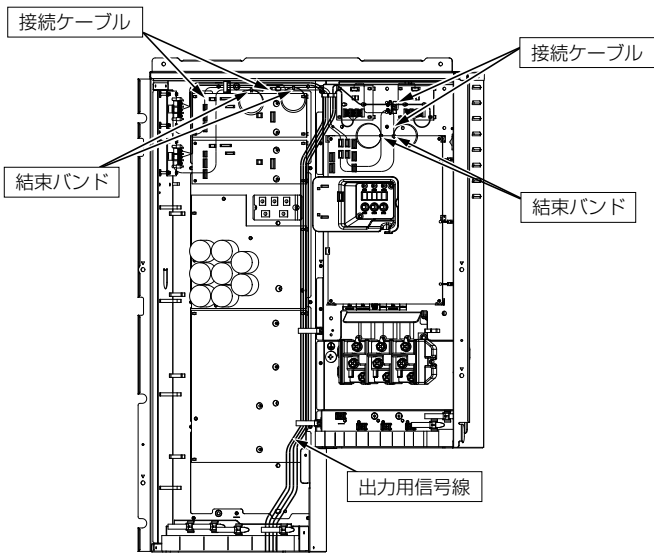 接続ケーブル
接続ケーブル
結束バンド
結束バンド
出力用信号線